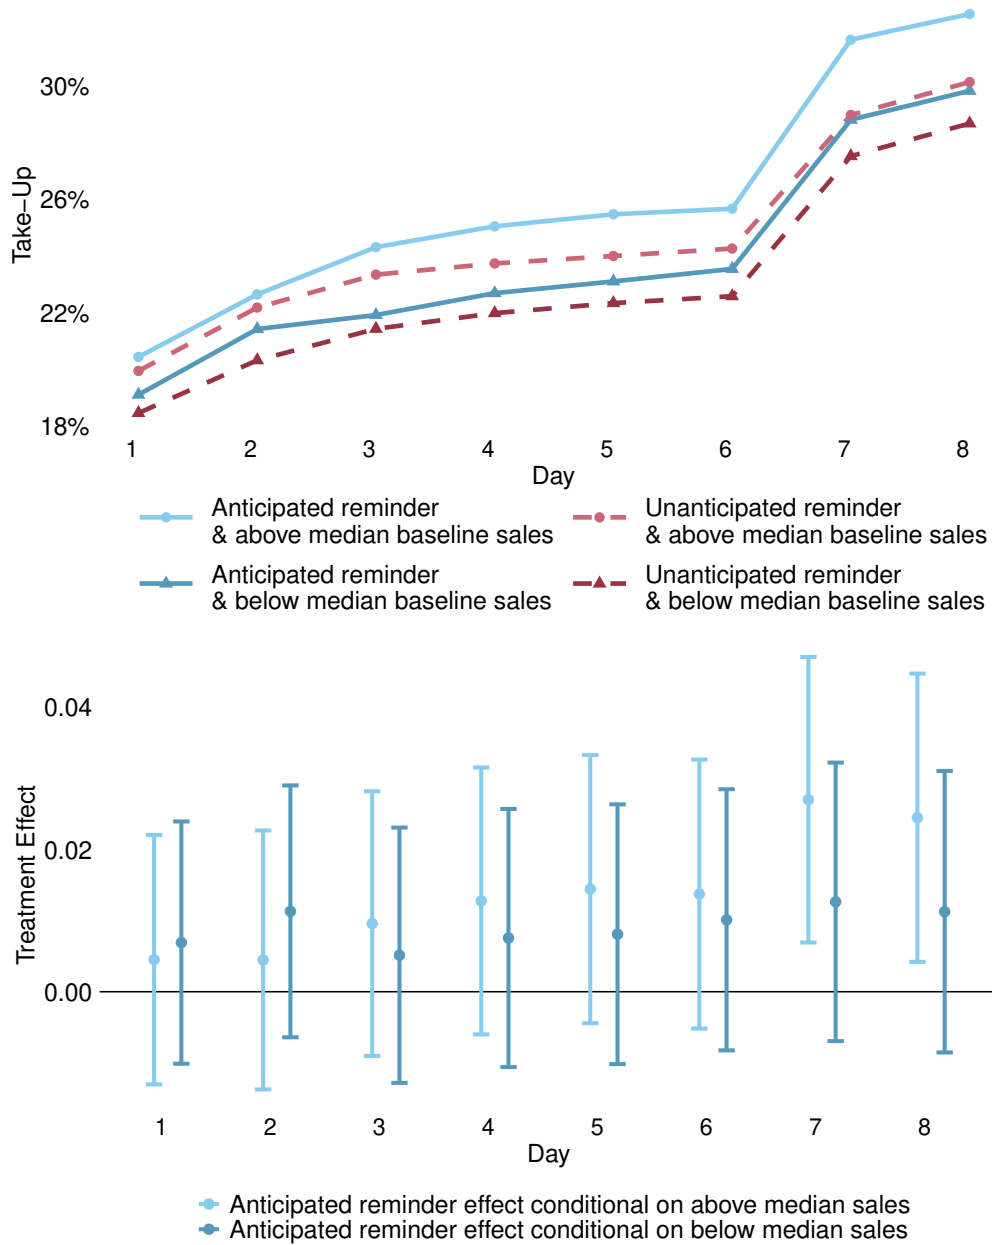 30%
26%
22%
18%
Take−Up
1 2 3 4 5 6 7 8
Day
Anticipated reminder
& above median baseline sales
Unanticipated reminder
& above median baseline sales
Anticipated reminder
& below median baseline sales
Unanticipated reminder
& below median baseline sales
0.04
0.02
0.00
Treatment Effect
1 2 3 4 5 6 7 8
Day
Anticipated reminder effect conditional on above median sales
Anticipated reminder effect conditional on below median sales